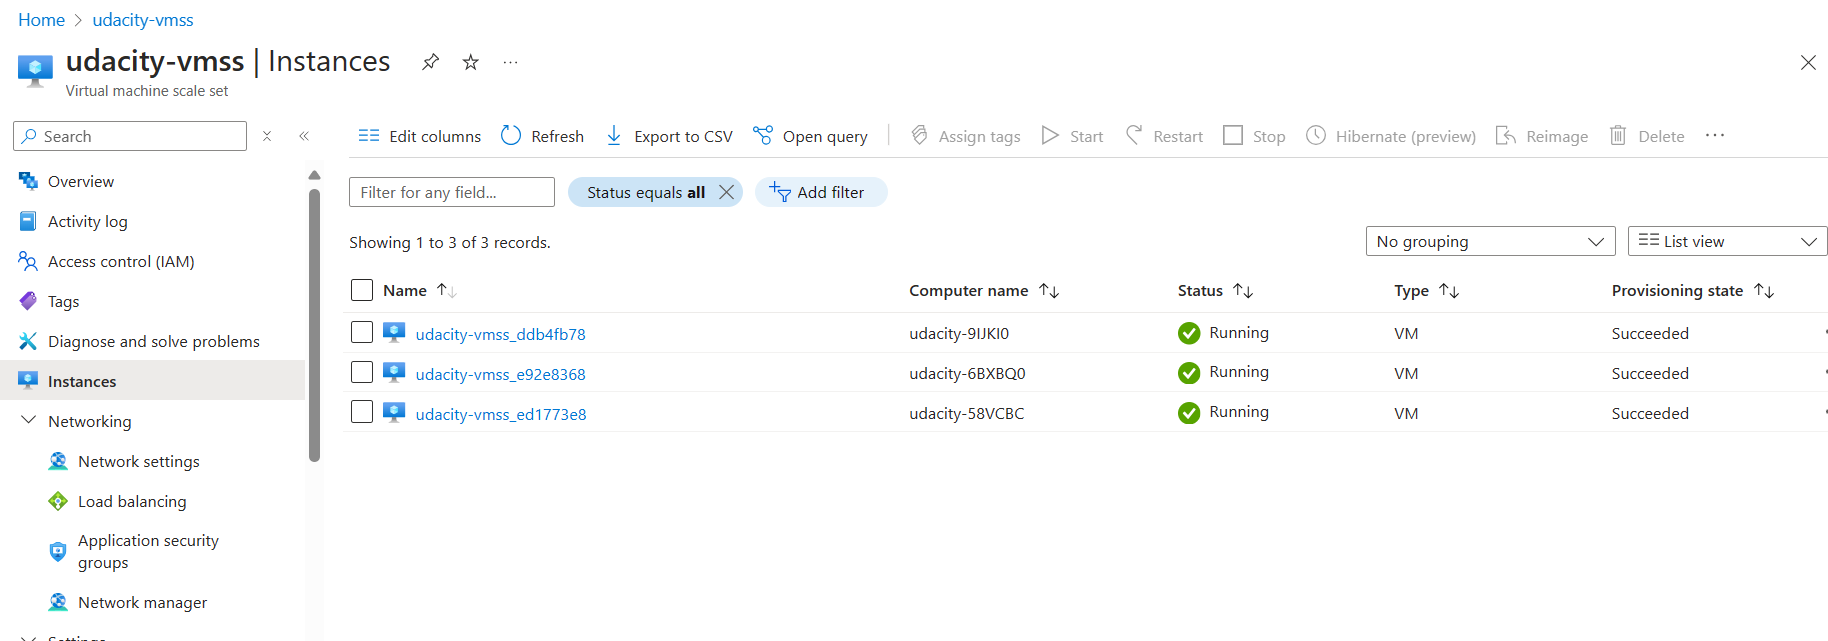 Home > udacity-vmss
udacity-vmss | Instances
Virtual machine scale set
Search
Edit columns
Refresh
Export to CSV
Open query
Assign tags
Start
Restart
Stop
Hibernate (preview)
Reimage
Delete
Overview
Activity log
Access control (IAM)
Tags
Diagnose and solve problems
Instances
Networking
Network settings
Load balancing
Application security
groups
Network manager
Settings
Filter for any field...
Status equals all
Add filter
Showing 1 to 3 of 3 records.
No grouping
List view
Name Computer name Status Type Provisioning state
udacity-vmss_ddb4fb78 udacity-9IJKI0 Running VM Succeeded
udacity-vmss_e92e8368 udacity-6BXBQ0 Running VM Succeeded
udacity-vmss_ed1773e8 udacity-58VCBC Running VM Succeeded